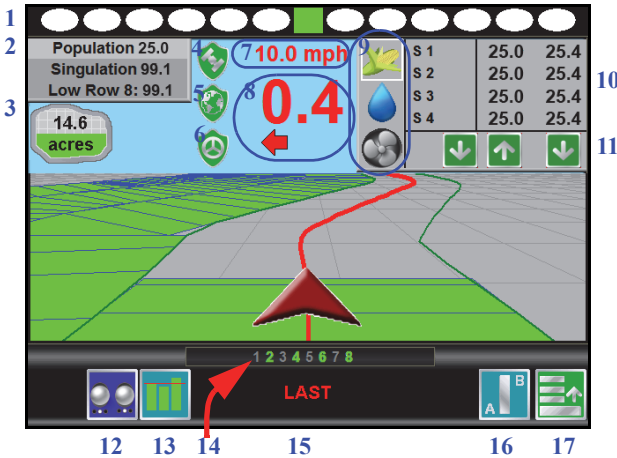 1
2 Population 25.0
Singulation 99.1
3 Low Row 8: 99.1
14.6
acres
4
5
6
7 10.0 mph
8 0.4
9
S 1 25.0 25.4
S 2 25.0 25.4
S 3 25.0 25.4
S 4 25.0 25.4
10
11
1 2 3 4 5 6 7 8
LAST
A B
12 13 14 15 16 17